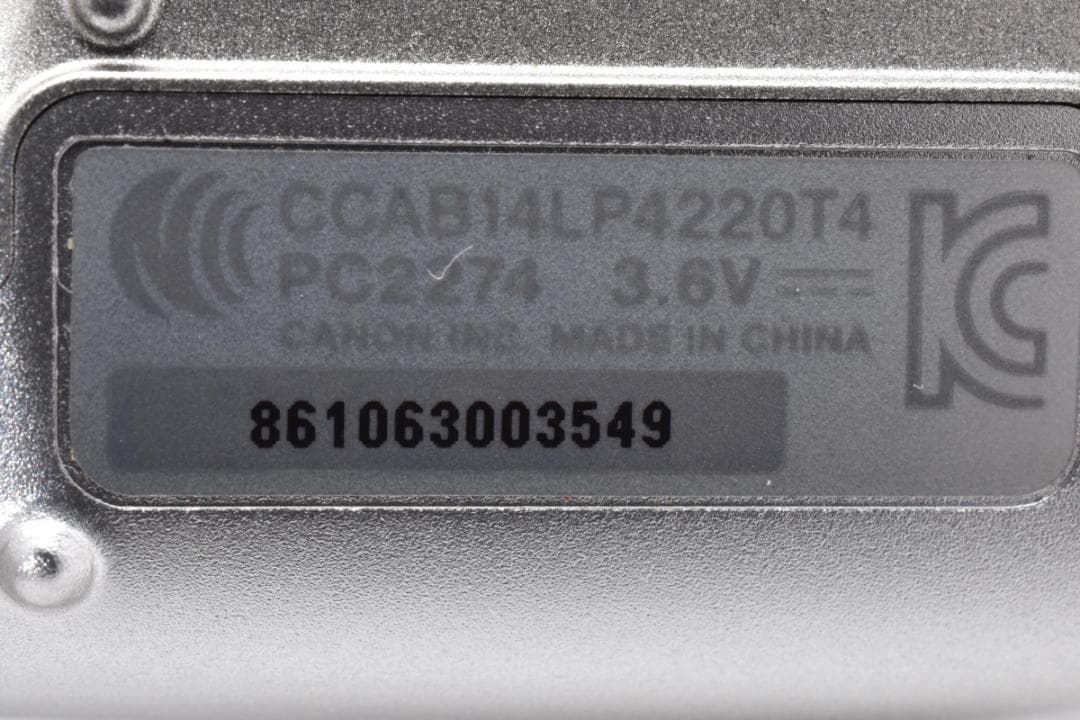 CCAB14LP4220T4
PC2274 3.6V
CANON INC. MADE IN CHINA
861063003549